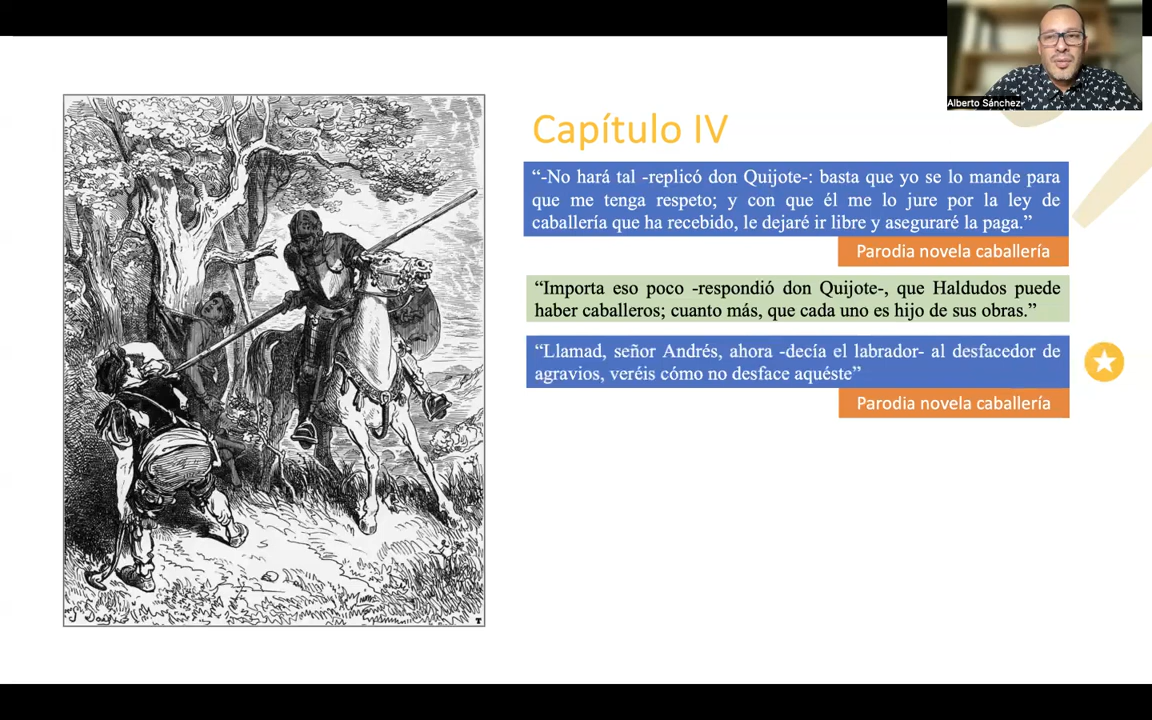 Alberto Sánchez
Capítulo IV
“-No hará tal -replicó don Quijote-: basta que yo se lo mande para
que me tenga respeto; y con que él me lo jure por la ley de
caballería que ha recebido, le dejaré ir libre y aseguraré la paga.”
Parodia novela caballería
“Importa eso poco -respondió don Quijote-, que Haldudos puede
haber caballeros; cuanto más, que cada uno es hijo de sus obras.”
“Llamad, señor Andrés, ahora -decía el labrador- al desfacedor de
agravios, veréis cómo no desface aquéste”
Parodia novela caballería